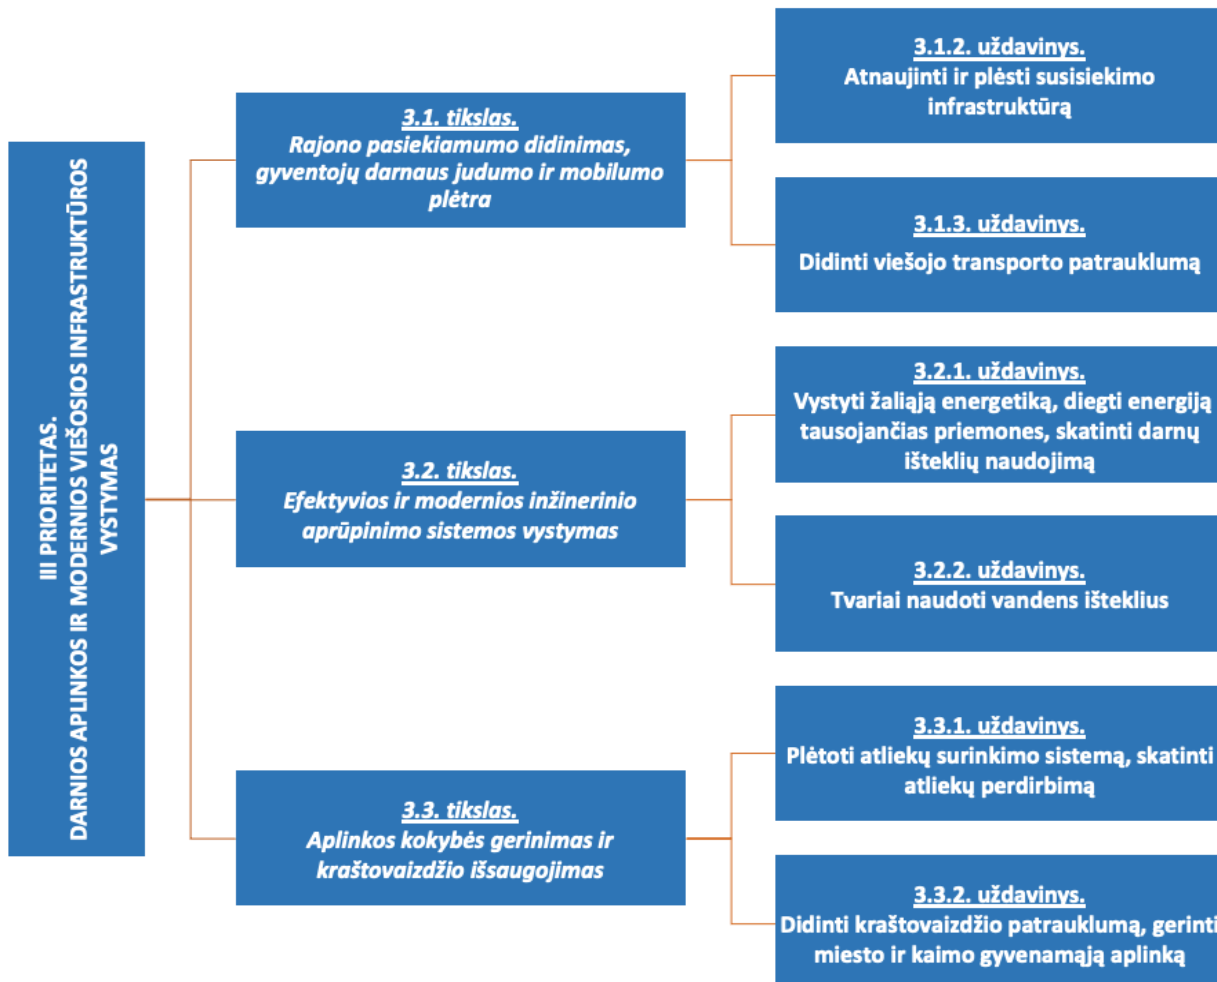 III PRIORITETAS.
DARNIOS APLINKOS IR MODERNIOS VIEŠOSIOS INFRASTRUKTŪROS
VYSTYMAS
3.1. tikslas.
Rajono pasiekiamumo didinimas,
gyventojų darnaus judumo ir mobilumo
plėtra
3.1.2. uždavinys.
Atnaujinti ir plėsti susisiekimo
infrastruktūrą
3.1.3. uždavinys.
Didinti viešojo transporto patrauklumą
3.2. tikslas.
Efektyvios ir modernios inžinerinio
aprūpinimo sistemos vystymas
3.2.1. uždavinys.
Vystyti žaliąją energetiką, diegti energiją
tausojančias priemones, skatinti darnų
išteklių naudojimą
3.2.2. uždavinys.
Tvariai naudoti vandens išteklius
3.3. tikslas.
Aplinkos kokybės gerinimas ir
kraštovaizdžio išsaugojimas
3.3.1. uždavinys.
Plėtoti atliekų surinkimo sistemą, skatinti
atliekų perdirbimą
3.3.2. uždavinys.
Didinti kraštovaizdžio patrauklumą, gerinti
miesto ir kaimo gyvenamąją aplinką